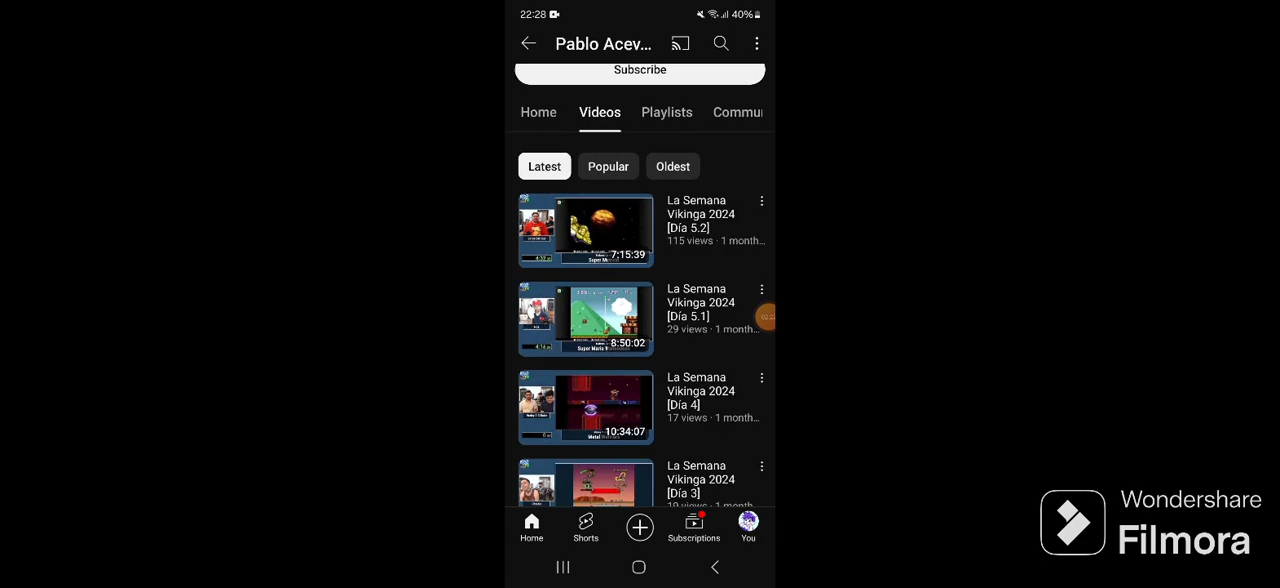 22:28
40%
Pablo Acev...
Subscribe
Home Videos Playlists Commu
Latest Popular Oldest
La Semana
Vikinga 2024
[Día 5.2]
115 views · 1 month...
7:15:39
La Semana
Vikinga 2024
[Día 5.1]
29 views · 1 month...
8:50:02
La Semana
Vikinga 2024
[Día 4]
17 views · 1 month...
10:34:07
La Semana
Vikinga 2024
[Día 3]
Home Shorts Subscriptions You
Wondershare
Filmora